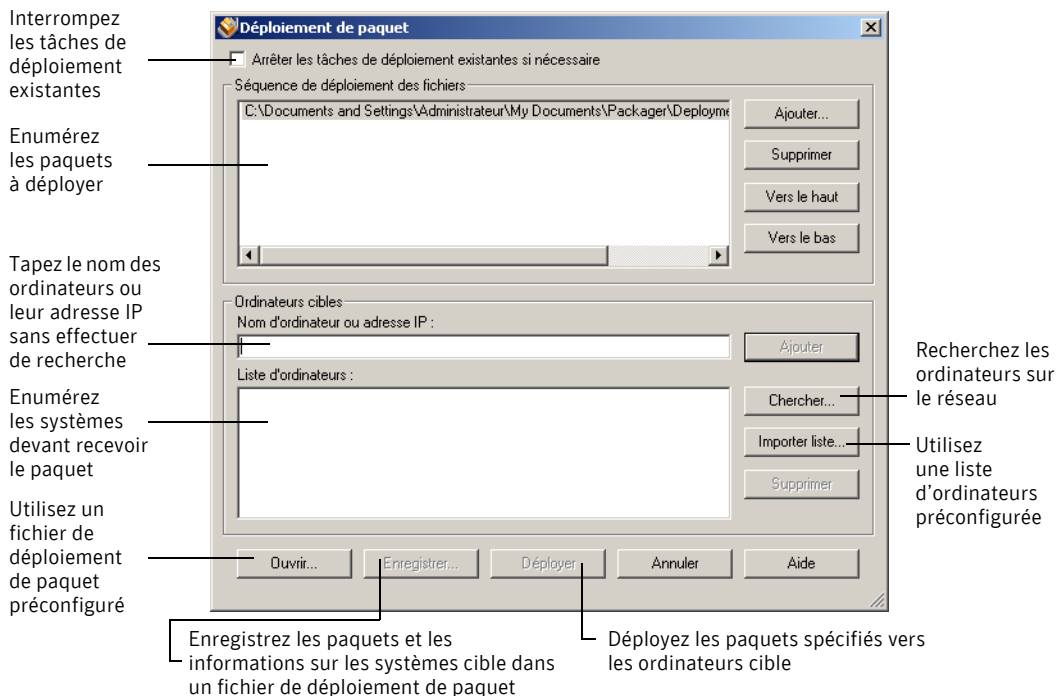 Interrompez
les tâches de
déploiement
existantes
Enumérez
les paquets
à déployer
Tapez le nom des
ordinateurs ou
leur adresse IP
sans effectuer
de recherche
Enumérez
les systèmes
devant recevoir
le paquet
Utilisez un
fichier de
déploiement
de paquet
préconfiguré
Déploiement de paquet
Arrêter les tâches de déploiement existantes si nécessaire
Séquence de déploiement des fichiers
C:\Documents and Settings\Administrateur\My Documents\Packager\Deployme
Ajouter...
Supprimer
Vers le haut
Vers le bas
Ordinateurs cibles
Nom d'ordinateur ou adresse IP :
Ajouter
Liste d'ordinateurs :
Chercher...
Importer liste...
Supprimer
Ouvrir...
Enregistrer...
Déployer
Annuler
Aide
Recherchez les
ordinateurs sur
le réseau
Utilisez
une liste
d'ordinateurs
préconfigurée
Enregistrez les paquets et les
informations sur les systèmes cible dans
un fichier de déploiement de paquet
Déployez les paquets spécifiés vers
les ordinateurs cible